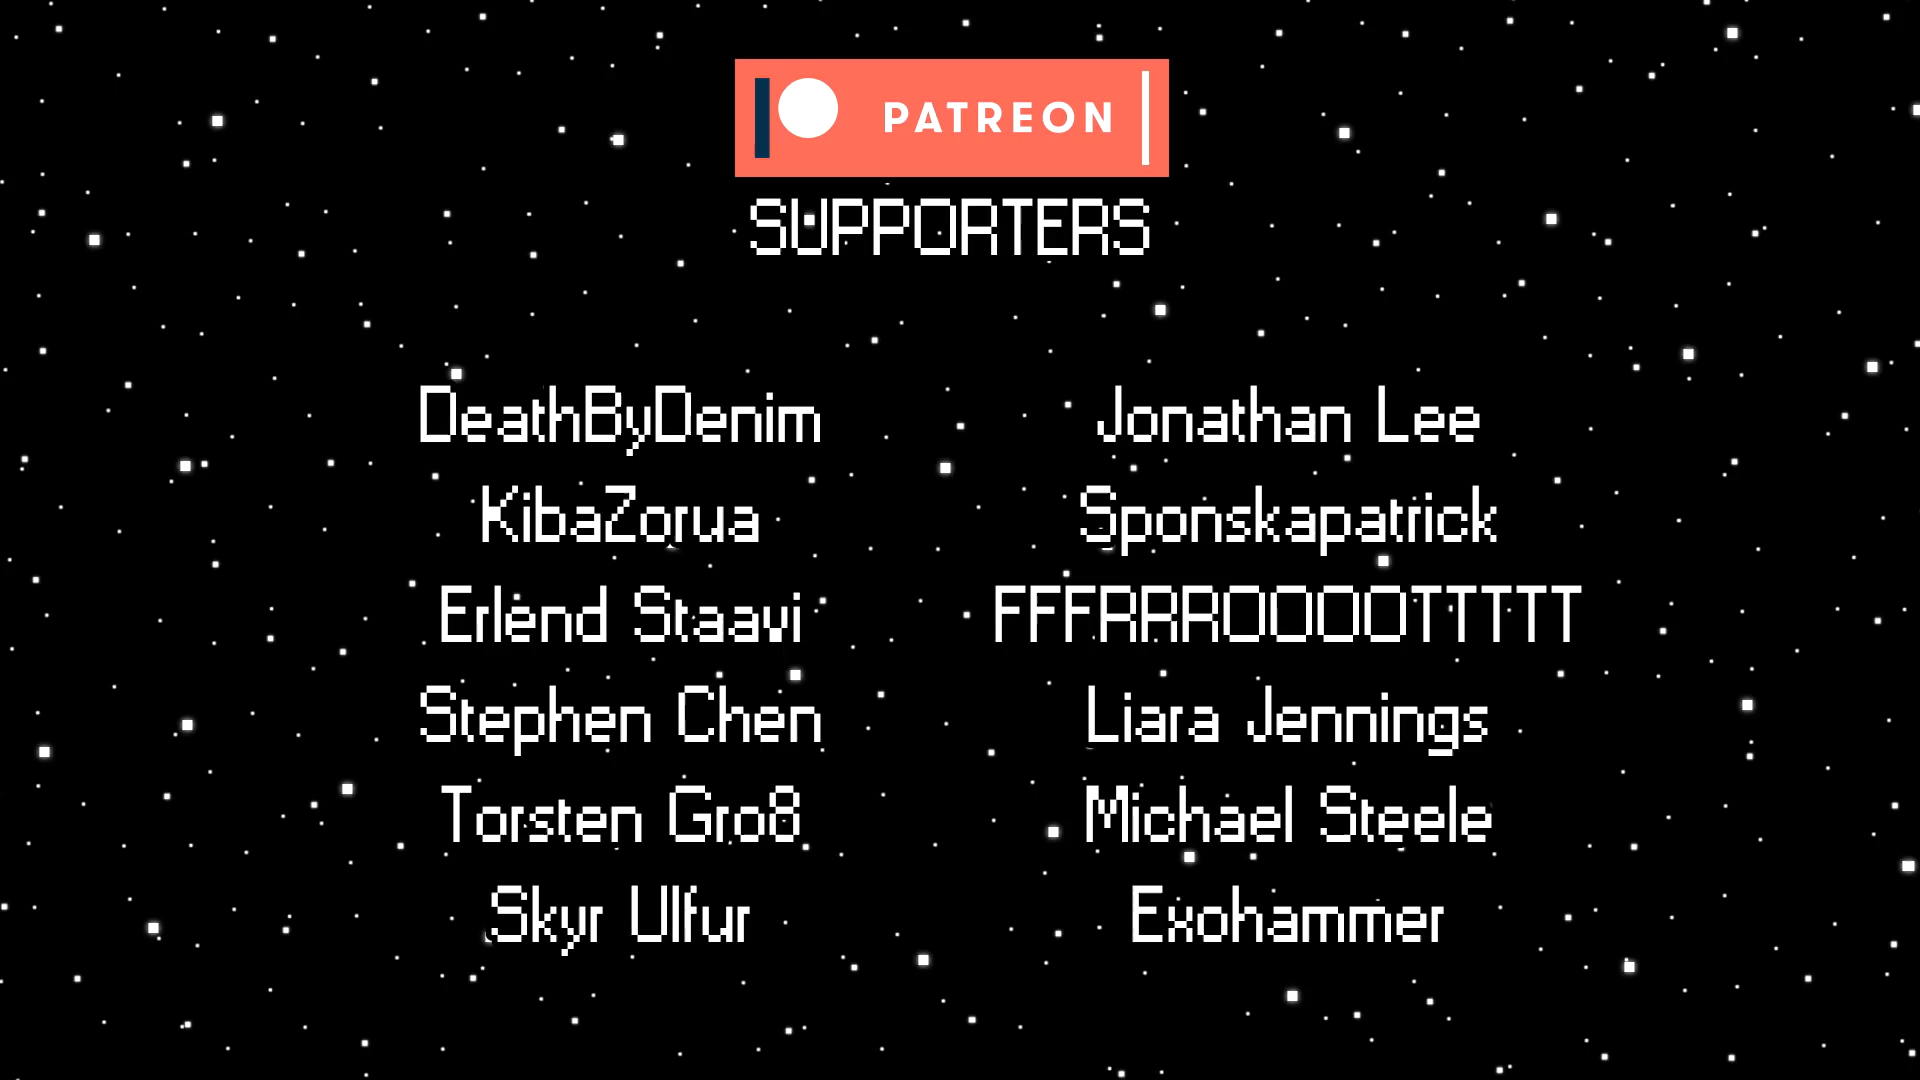 PATREON
SUPPORTERS
DeathByDenim
Jonathan Lee
KibaZorua
Sponskapatrick
Erlend Staavi
FFFRRROOOOTTTTT
Stephen Chen
Liara Jennings
Torsten Gro8
Michael Steele
Skyr Ulfur
Exohammer